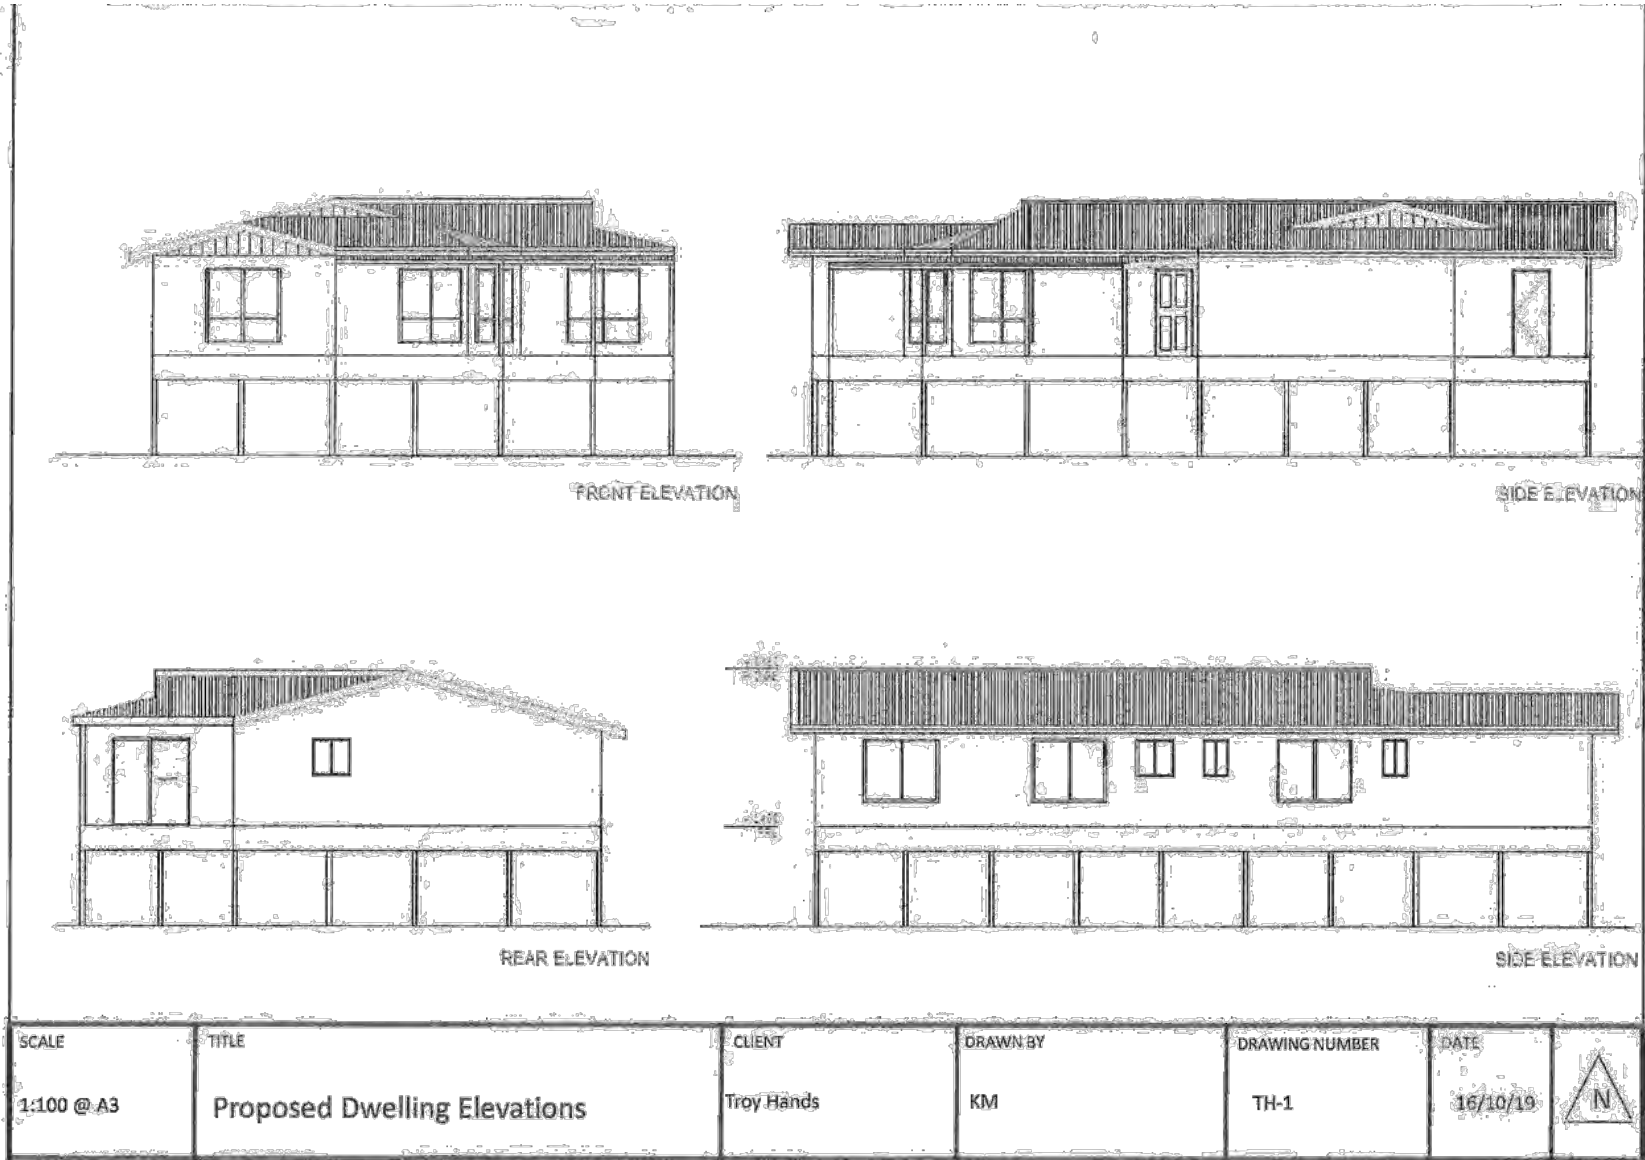 FRONT ELEVATION
SIDE ELEVATION
REAR ELEVATION
SIDE ELEVATION
SCALE
1:100 @ A3
TITLE
Proposed Dwelling Elevations
CLIENT
Troy Hands
DRAWN BY
KM
DRAWING NUMBER
TH-1
DATE
16/10/19
N